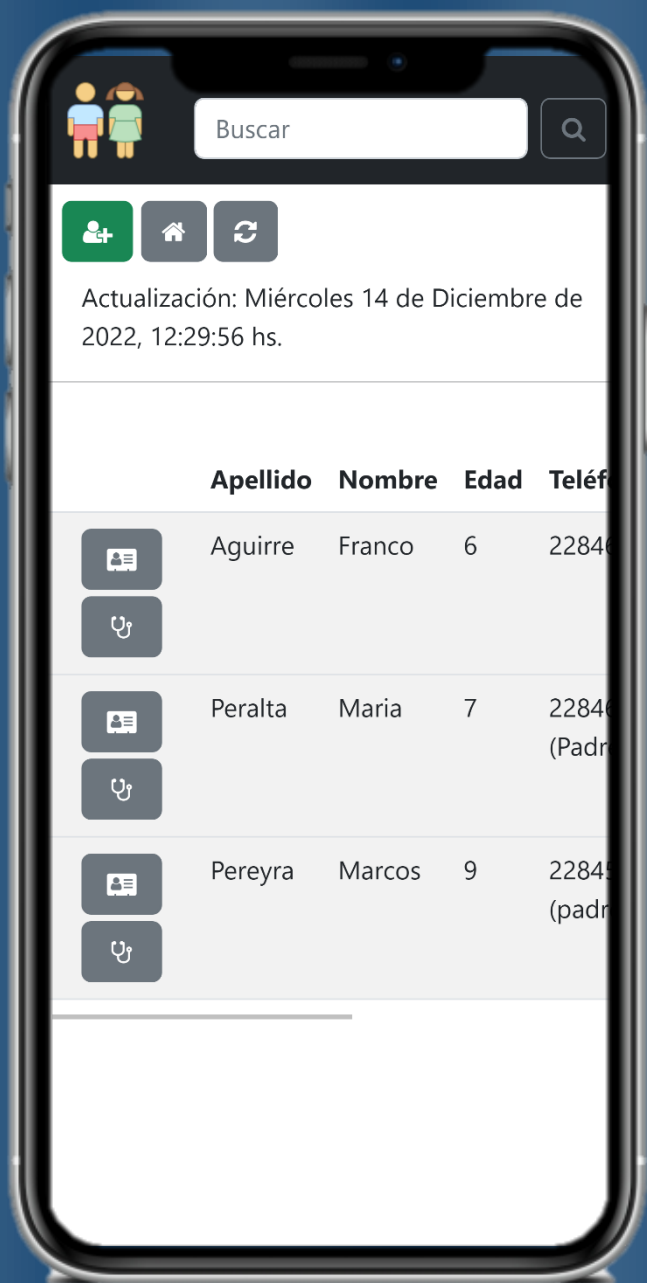 Buscar
Actualización: Miércoles 14 de Diciembre de
2022, 12:29:56 hs.
Apellido Nombre Edad
Aguirre Franco 6
Peralta Maria 7
Pereyra Marcos 9